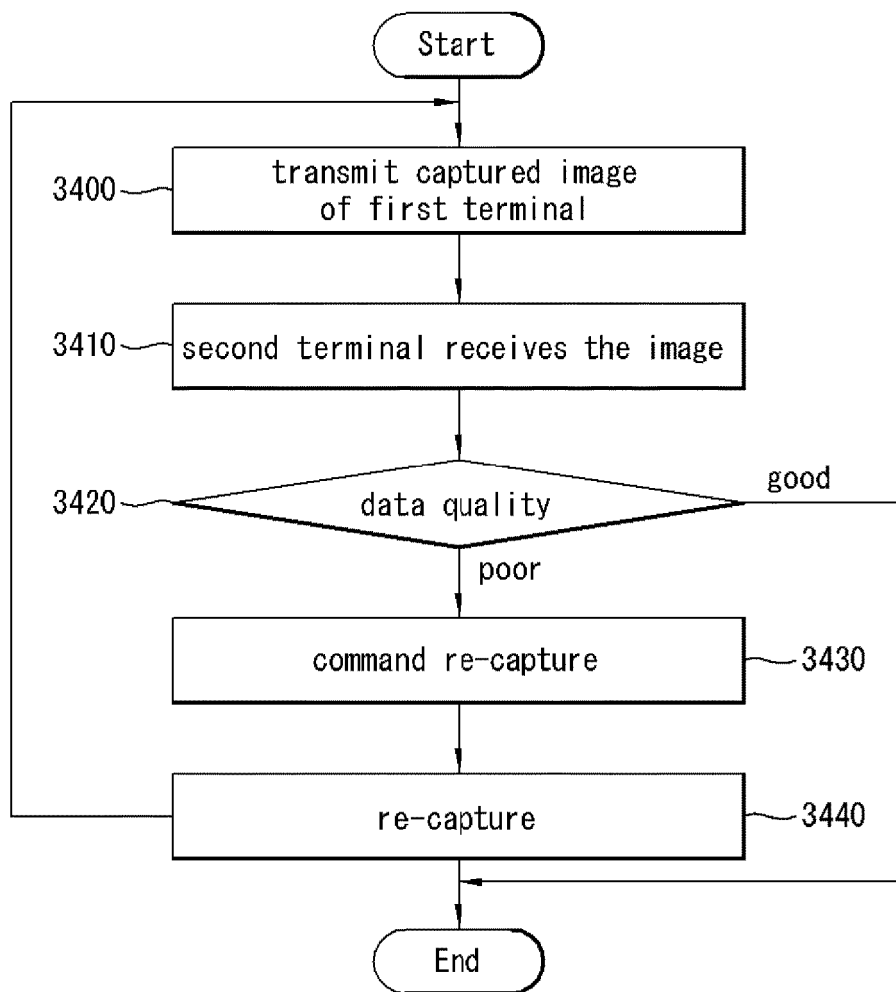 Start
3400
transmit captured image
of first terminal
3410
second terminal receives the image
3420
data quality
good
poor
command re-capture
3430
re-capture
3440
End